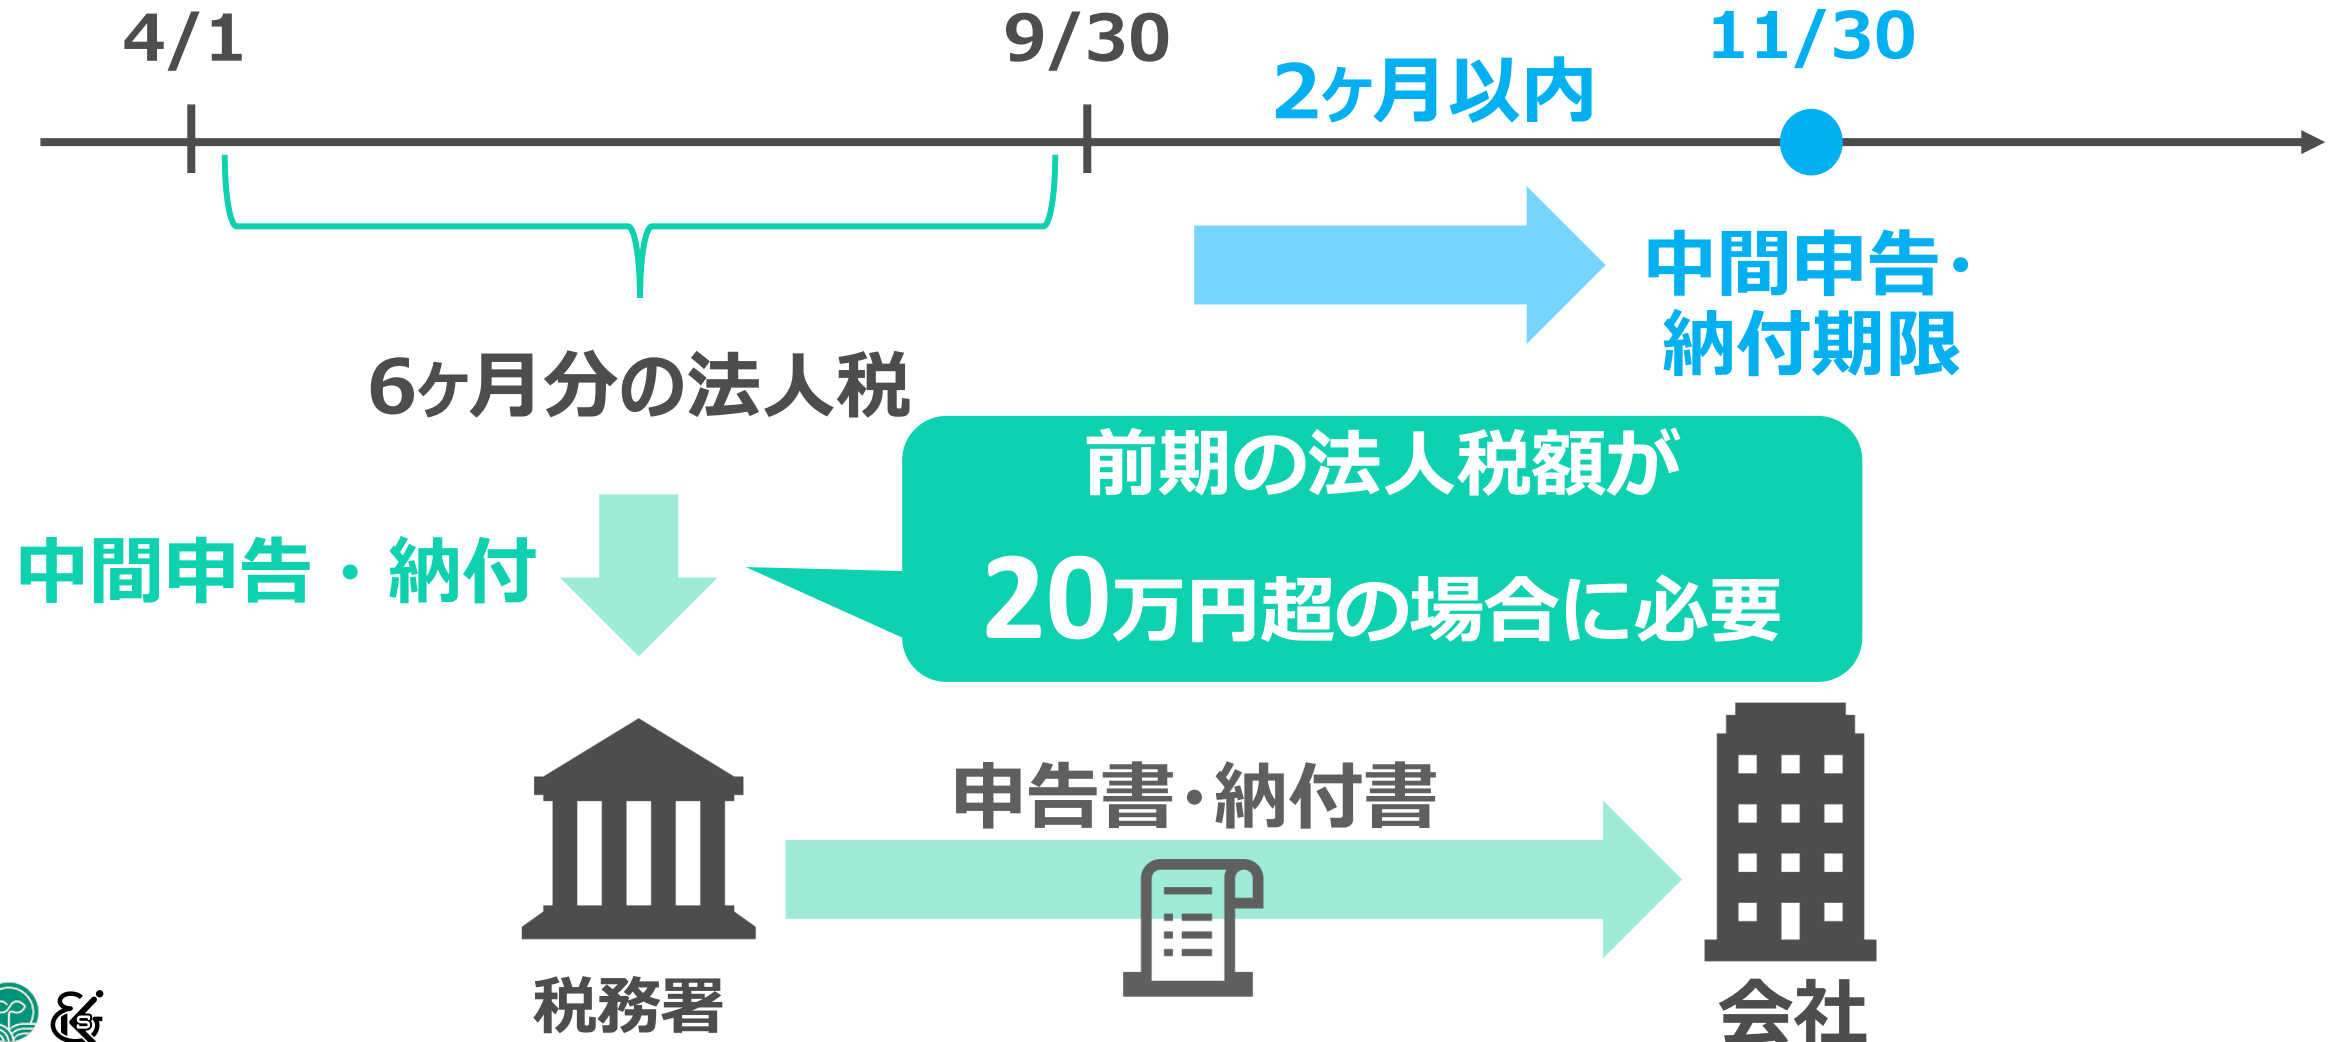 4/1
9/30
11/30
2ヶ月以内
中間申告・
納付期限
6ヶ月分の法人税
前期の法人税額が
20万円超の場合に必要
中間申告・納付
申告書・納付書
税務署
会社